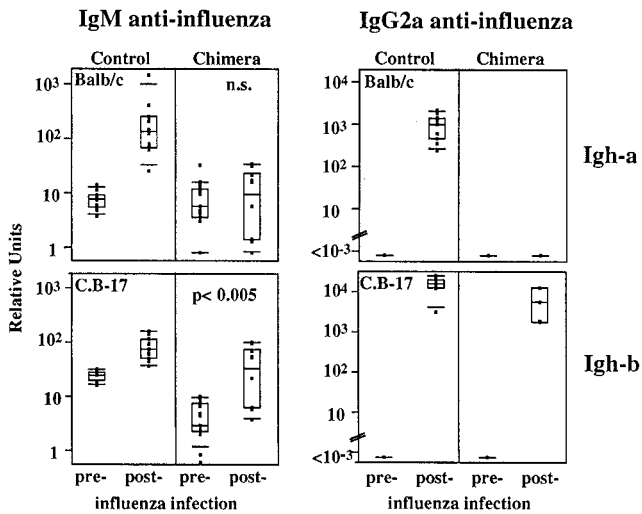 IgM anti-influenza
IgG2a anti-influenza
Control Chimera
Control Chimera
Balb/c n.s.
Balb/c
10³
10²
10
1
10⁴
10³
10²
10
<10⁻³
Igh-a
Relative Units
C.B-17 p< 0.005
C.B-17
10³
10²
10
1
10⁴
10³
10²
10
<10⁻³
Igh-b
pre- post- pre- post-
pre- post- pre- post-
influenza infection
influenza infection